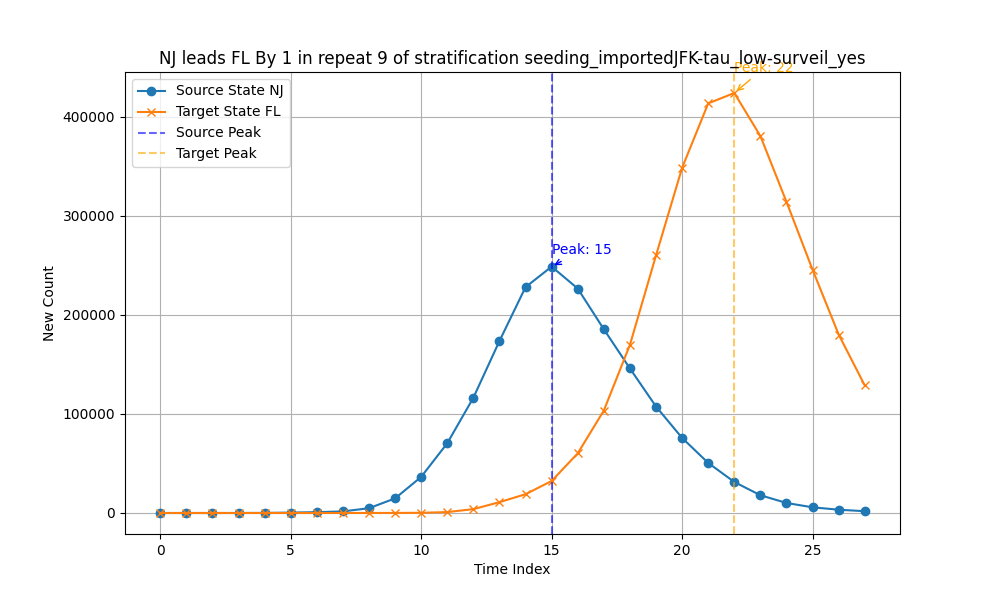 NJ leads FL By 1 in repeat 9 of stratification seeding_importedJFK-tau_low-surveil_yes
Peak: 22
Source State NJ
Target State FL
Source Peak
Target Peak
Peak: 15
New Count
400000
300000
200000
100000
0
0 5 10 15 20 25
Time Index